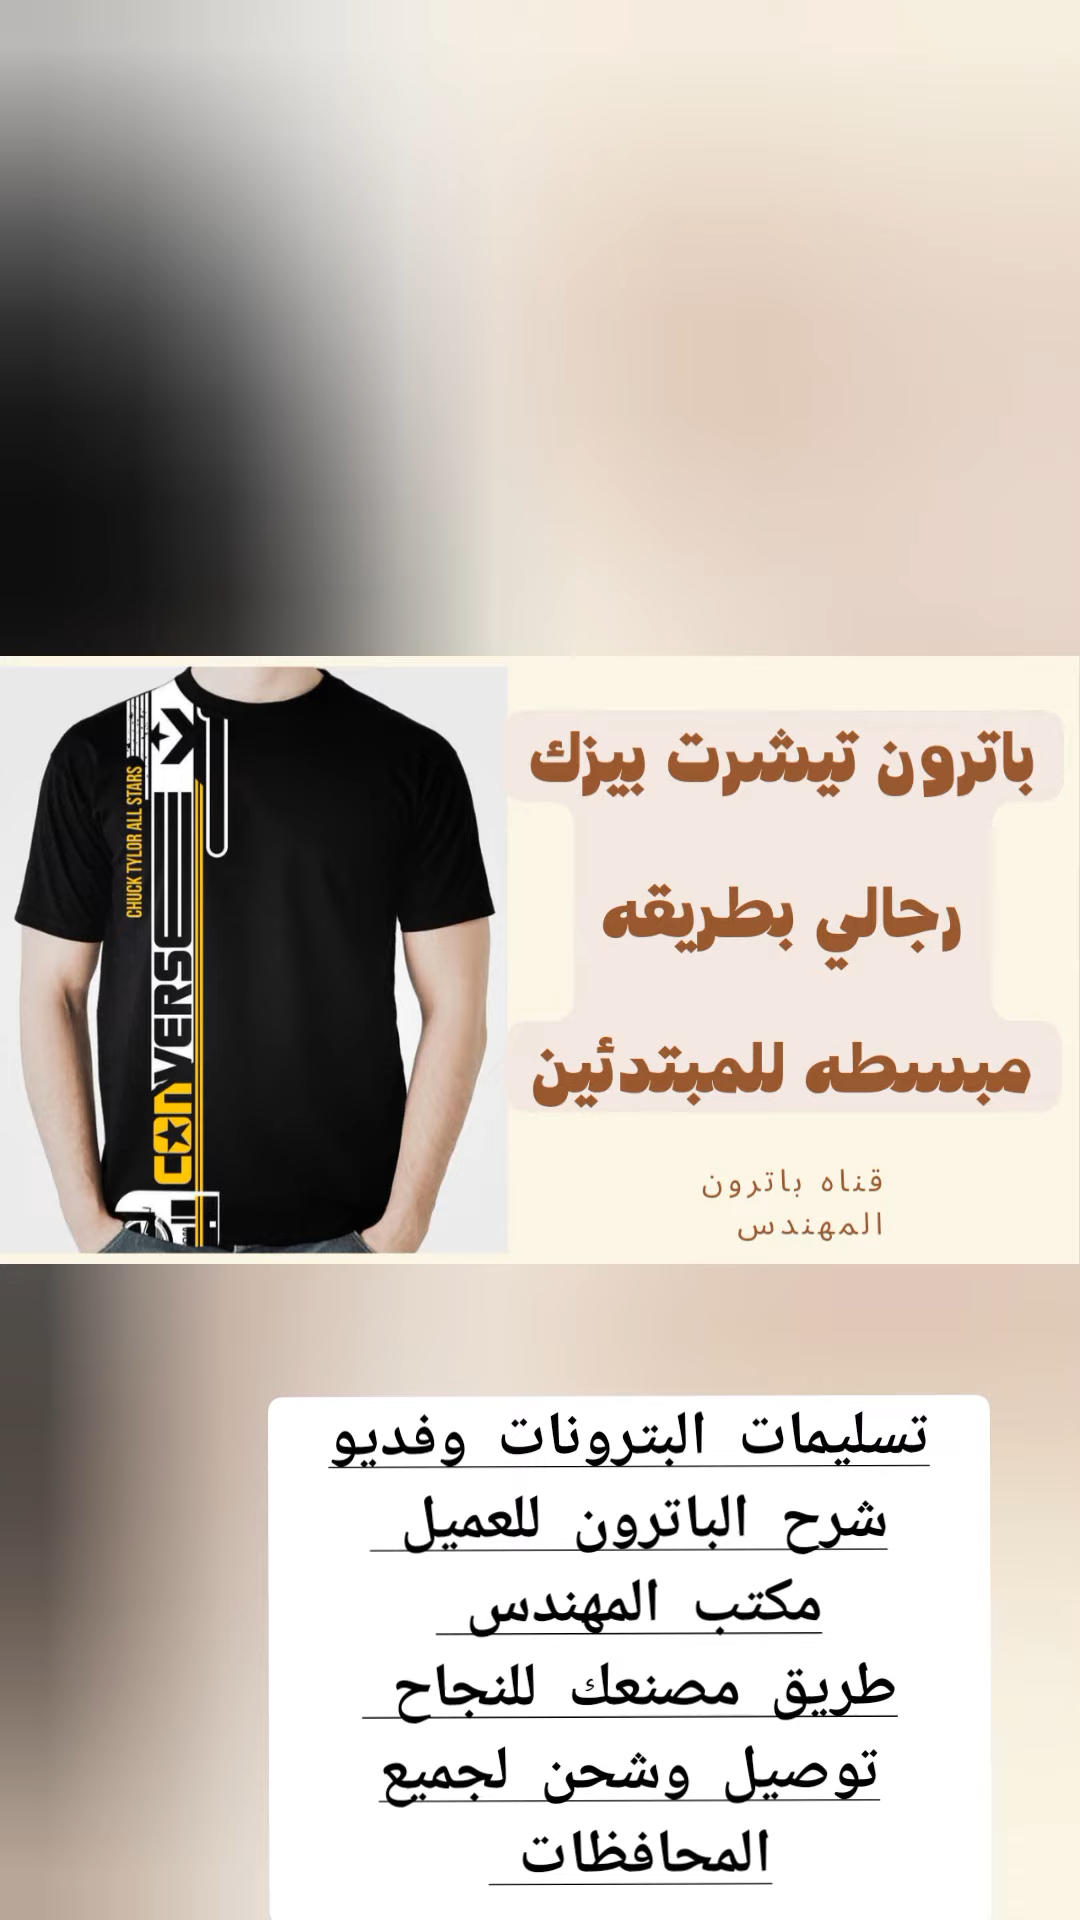 باترون تيشرت بيزك
رجالي بطريقه
مبسطه للمبتدئين
قناه باترون
المهندس
CHUCK TYLOR ALL STARS
CONVERSE
تسليمات البترونات وفديو
شرح الباترون للعميل
مكتب المهندس
طريق مصنعك للنجاح
توصيل وشحن لجميع
المحافظات